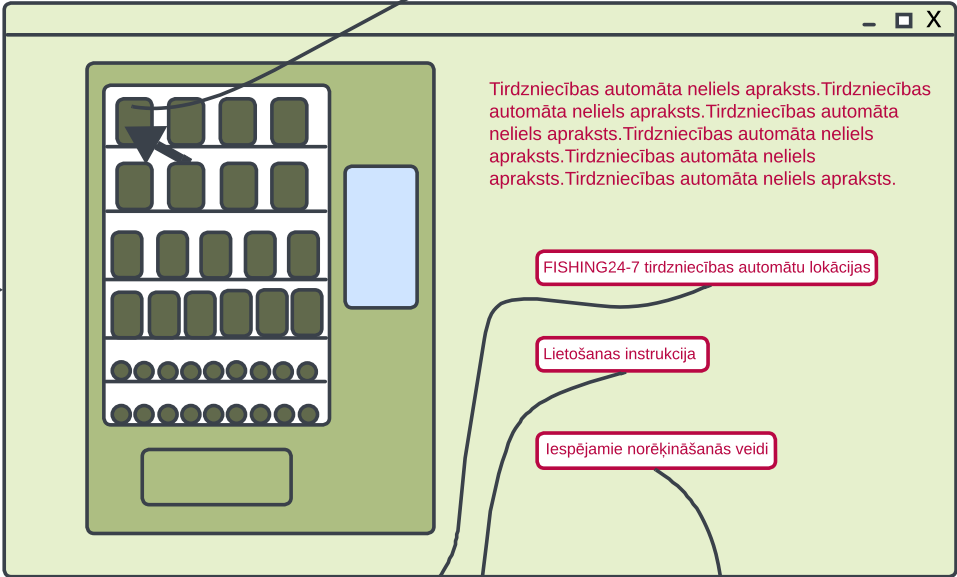 X
Tirdzniecības automāta neliels apraksts.Tirdzniecības
automāta neliels apraksts.Tirdzniecības automāta
neliels apraksts.Tirdzniecības automāta neliels
apraksts.Tirdzniecības automāta neliels
apraksts.Tirdzniecības automāta neliels apraksts.
FISHING24-7 tirdzniecības automātu lokācijas
Lietošanas instrukcija
Iespējamie norēķināšanās veidi